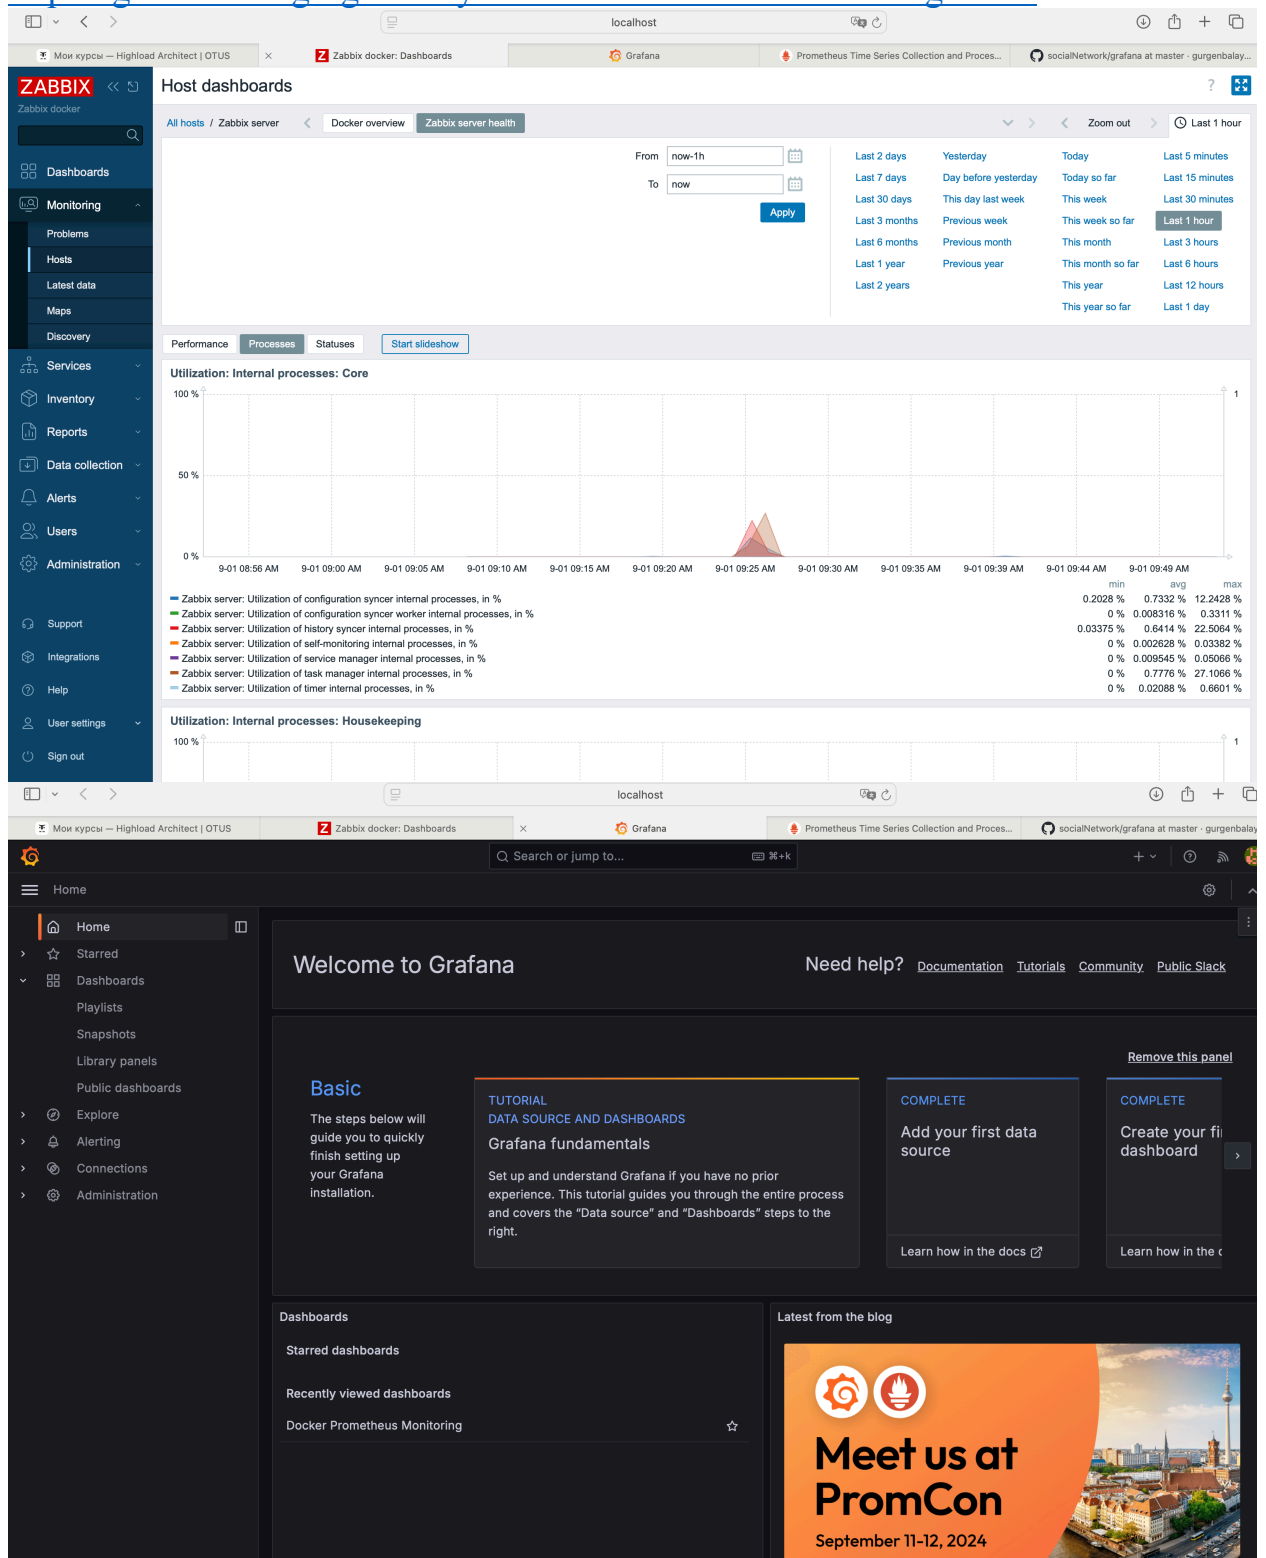 localhost
Мои курсы — Highload Architect | OTUS
Zabbix docker: Dashboards
Grafana
Prometheus Time Series Collection and Proces...
socialNetwork/grafana at master · gurgenbalay...
ZABBIX
Zabbix docker
Host dashboards
All hosts / Zabbix server
Docker overview
Zabbix server health
Zoom out
Last 1 hour
Dashboards
Monitoring
Problems
Hosts
Latest data
Maps
Discovery
Services
Inventory
Reports
Data collection
Alerts
Users
Administration
Support
Integrations
Help
User settings
Sign out
From now-1h
To now
Apply
Last 2 days Yesterday Today Last 5 minutes
Last 7 days Day before yesterday Today so far Last 15 minutes
Last 30 days This day last week This week Last 30 minutes
Last 3 months Previous week This week so far Last 1 hour
Last 6 months Previous month This month Last 3 hours
Last 1 year Previous year This month so far Last 6 hours
Last 2 years This year Last 12 hours
This year so far Last 1 day
Performance Processes Statuses Start slideshow
Utilization: Internal processes: Core
100 % 1
50 %
0 %
9-01 08:56 AM 9-01 09:00 AM 9-01 09:05 AM 9-01 09:10 AM 9-01 09:15 AM 9-01 09:20 AM 9-01 09:25 AM 9-01 09:30 AM 9-01 09:35 AM 9-01 09:39 AM 9-01 09:44 AM 9-01 09:49 AM
min avg max
Zabbix server: Utilization of configuration syncer internal processes, in % 0.2028 % 0.7332 % 12.2428 %
Zabbix server: Utilization of configuration syncer worker internal processes, in % 0 % 0.008316 % 0.3311 %
Zabbix server: Utilization of history syncer internal processes, in % 0.03375 % 0.6414 % 22.5064 %
Zabbix server: Utilization of self-monitoring internal processes, in % 0 % 0.002628 % 0.03382 %
Zabbix server: Utilization of service manager internal processes, in % 0 % 0.009545 % 0.05066 %
Zabbix server: Utilization of task manager internal processes, in % 0 % 0.7776 % 27.1066 %
Zabbix server: Utilization of timer internal processes, in % 0 % 0.02088 % 0.6601 %
Utilization: Internal processes: Housekeeping
100 % 1
localhost
Мои курсы — Highload Architect | OTUS
Zabbix docker: Dashboards
Grafana
Prometheus Time Series Collection and Proces...
socialNetwork/grafana at master · gurgenbalay
Search or jump to... ⌘+k
Home
Home
Starred
Dashboards
Playlists
Snapshots
Library panels
Public dashboards
Explore
Alerting
Connections
Administration
Welcome to Grafana
Need help? Documentation Tutorials Community Public Slack
Remove this panel
Basic
The steps below will
guide you to quickly
finish setting up
your Grafana
installation.
TUTORIAL
DATA SOURCE AND DASHBOARDS
Grafana fundamentals
Set up and understand Grafana if you have no prior
experience. This tutorial guides you through the entire process
and covers the “Data source” and “Dashboards” steps to the
right.
COMPLETE
Add your first data
source
Learn how in the docs
COMPLETE
Create your fi
dashboard
Learn how in the
Dashboards
Starred dashboards
Recently viewed dashboards
Docker Prometheus Monitoring
Latest from the blog
Meet us at
PromCon
September 11-12, 2024